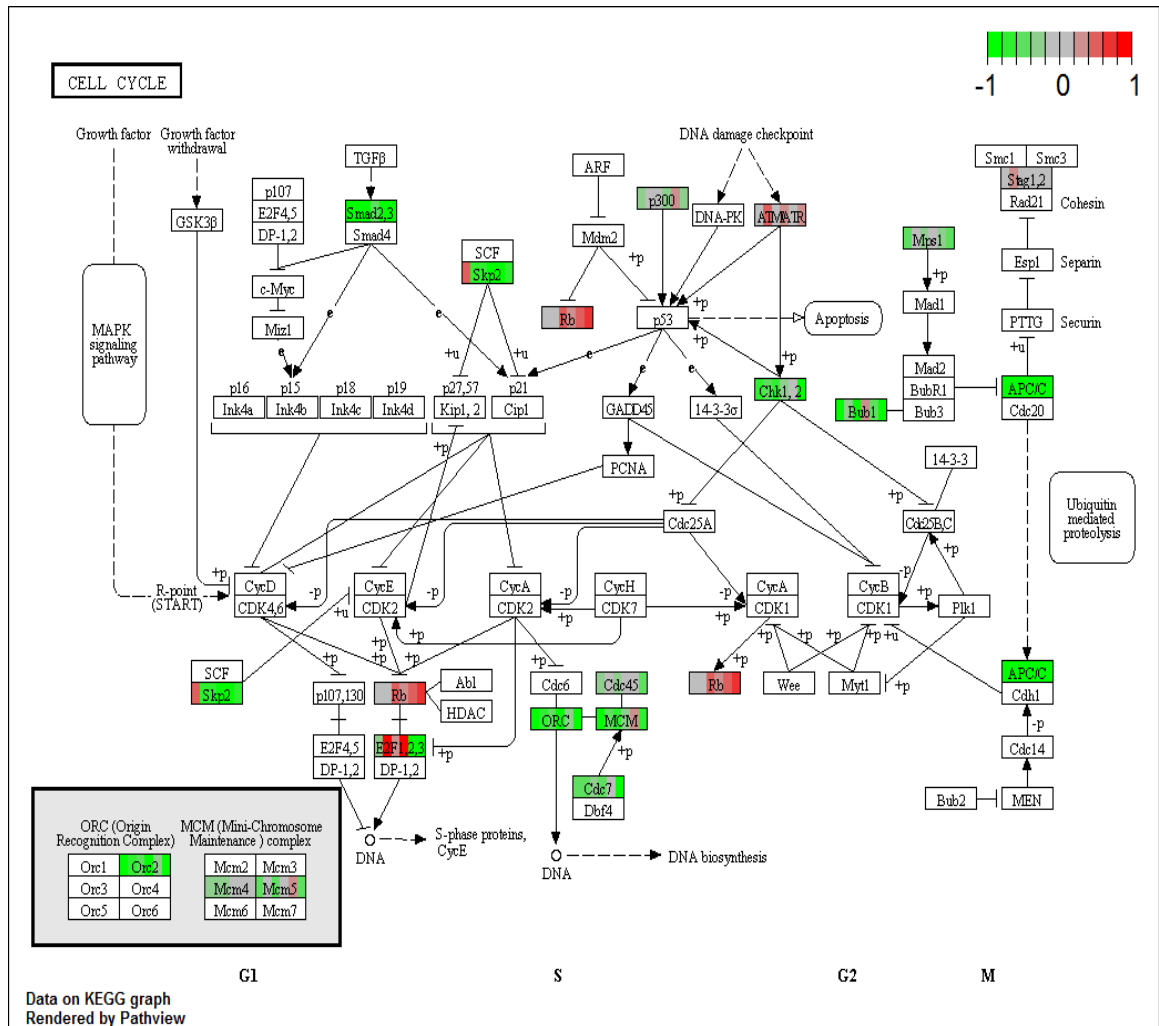 CELL CYCLE
-1 0 1
Growth factor
Growth factor
withdrawal
TGFβ
DNA damage checkpoint
ARF
Smc1 Smc3
Stag1,2
Rad21
Cohesin
p107
E2F4,5
DP-1,2
GSK3β
Smad2,3
Smad4
p300
DNA-PK
ATM/ATR
Mdm2
Mps1
SCF
Skp2
+p
+p
Esp1
Separin
c-Myc
Mad1
MAPK
signaling
pathway
Miz1
e
e
Rb
p53
+p
+p
Apoptosis
PTTG
Securin
+u
+u
+u
e
e
e
e
+p
Mad2
BubR1
Bub3
Bub1
APC/C
Cdc20
p16
Ink4a
p15
Ink4b
p18
Ink4c
p19
Ink4d
p27,57
Kip1, 2
p21
Cip1
GADD45
14-3-3σ
Chk1, 2
+p
PCNA
14-3-3
+p
+p
Cdc25A
Cdc25B,C
Ubiquitin
mediated
proteolysis
+p
R-point
(START)
+p
CycD
CDK4,6
-p
CycE
CDK2
-p
CycA
CDK2
-p
+p
CycH
CDK7
-p
+p
CycA
CDK1
CycB
CDK1
-p
+p
Plk1
+u
+p
+p
+p
+p
+p
+p
+p
+p
+p
+u
SCF
Skp2
p107,130
Rb
Abl
HDAC
Cdc6
Cdc45
Rb
Wee
Myt1
+p
APC/C
Cdh1
ORC
MCM
-p
E2F4,5
DP-1,2
E2F1,2,3
DP-1,2
+p
+p
Cdc14
Cdc7
Dbf4
Bub2
MEN
DNA
S-phase proteins,
CycE
DNA
DNA biosynthesis
ORC (Origin
Recognition Complex)
MCM (Mini-Chromosome
Maintenance ) complex
Orc1 Orc2
Orc3 Orc4
Orc5 Orc6
Mcm2 Mcm3
Mcm4 Mcm5
Mcm6 Mcm7
G1 S G2 M
Data on KEGG graph
Rendered by Pathview